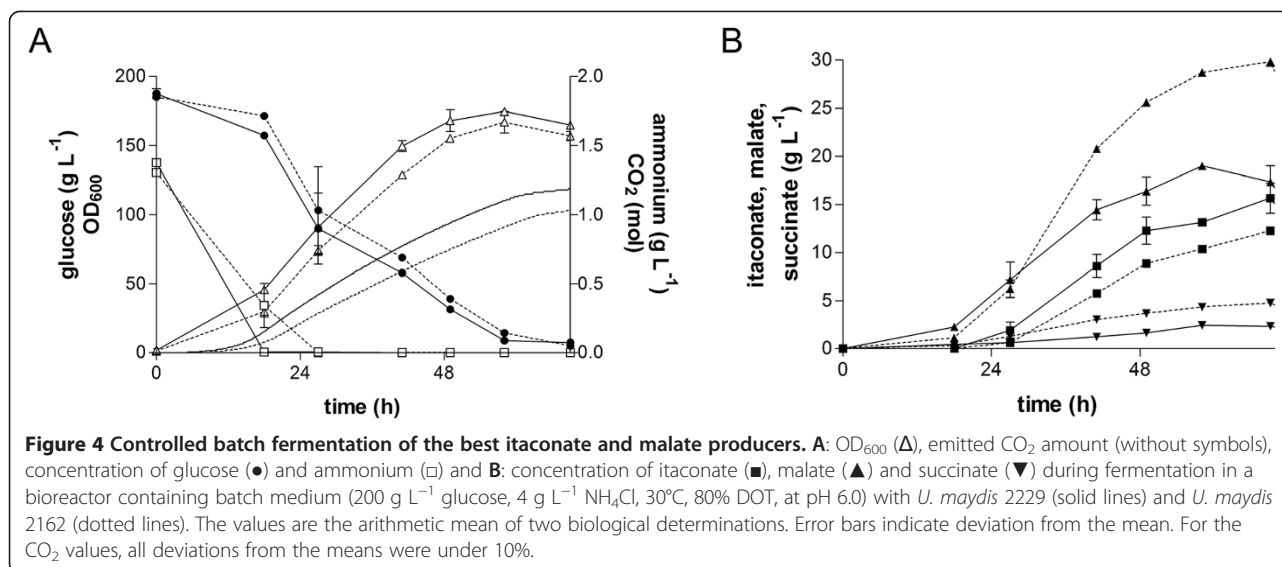 A
200
150
100
50
0
glucose (g L⁻¹)
OD₆₀₀
2.0
1.5
1.0
0.5
0.0
ammonium (g L⁻¹)
CO₂ (mol)
0
24
48
time (h)
B
30
25
20
15
10
5
0
itaconate, malate,
succinate (g L⁻¹)
0
24
48
time (h)
Figure 4 Controlled batch fermentation of the best itaconate and malate producers. A: OD₆₀₀ (Δ), emitted CO₂ amount (without symbols),
concentration of glucose (●) and ammonium (□) and B: concentration of itaconate (■), malate (▲) and succinate (▼) during fermentation in a
bioreactor containing batch medium (200 g L⁻¹ glucose, 4 g L⁻¹ NH₄Cl, 30°C, 80% DOT, at pH 6.0) with U. maydis 2229 (solid lines) and U. maydis
2162 (dotted lines). The values are the arithmetic mean of two biological determinations. Error bars indicate deviation from the mean. For the
CO₂ values, all deviations from the means were under 10%.